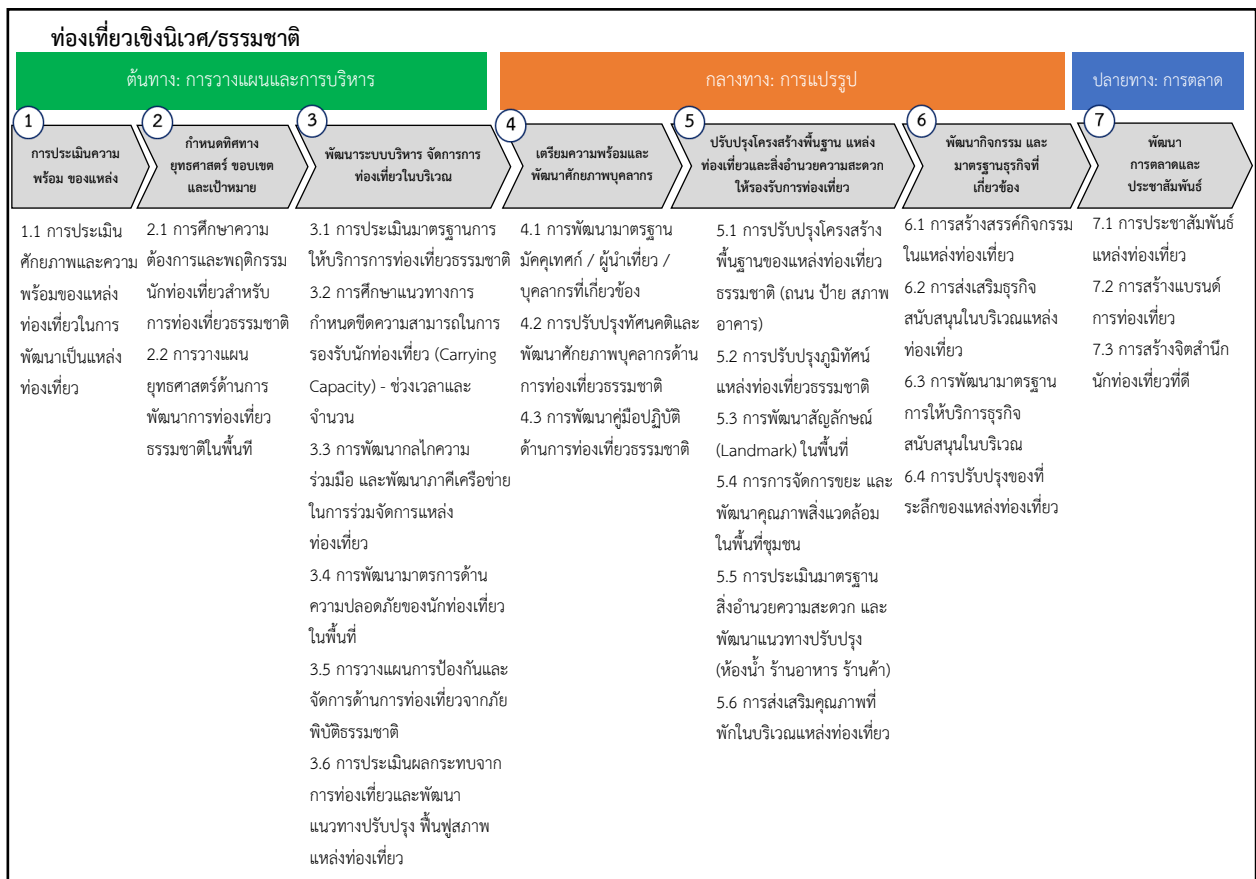 ท่องเที่ยวเชิงนิเวศ/ธรรมชาติ
ต้นทาง: การวางแผนและการบริหาร
กลางทาง: การแปรรูป
ปลายทาง: การตลาด
1
การประเมินความ
พร้อม ของแหล่ง
2
กำหนดทิศทาง
ยุทธศาสตร์ ขอบเขต
และเป้าหมาย
3
พัฒนาระบบบริหาร จัดการการ
ท่องเที่ยวในบริเวณ
4
เตรียมความพร้อมและ
พัฒนาศักยภาพบุคลากร
5
ปรับปรุงโครงสร้างพื้นฐาน แหล่ง
ท่องเที่ยวและสิ่งอำนวยความสะดวก
ให้รองรับการท่องเที่ยว
6
พัฒนากิจกรรม และ
มาตรฐานธุรกิจที่
เกี่ยวข้อง
7
พัฒนา
การตลาดและ
ประชาสัมพันธ์
1.1 การประเมิน
ศักยภาพและความ
พร้อมของแหล่ง
ท่องเที่ยวในการ
พัฒนาเป็นแหล่ง
ท่องเที่ยว
2.1 การศึกษาความ
ต้องการและพฤติกรรม
นักท่องเที่ยวสำหรับ
การท่องเที่ยวธรรมชาติ
2.2 การวางแผน
ยุทธศาสตร์ด้านการ
พัฒนาการท่องเที่ยว
ธรรมชาติในพื้นที่
3.1 การประเมินมาตรฐานการ
ให้บริการการท่องเที่ยวธรรมชาติ
3.2 การศึกษาแนวทางการ
กำหนดขีดความสามารถในการ
รองรับนักท่องเที่ยว (Carrying
Capacity) - ช่วงเวลาและ
จำนวน
3.3 การพัฒนากลไกความ
ร่วมมือ และพัฒนาภาคีเครือข่าย
ในการร่วมจัดการแหล่ง
ท่องเที่ยว
3.4 การพัฒนามาตรการด้าน
ความปลอดภัยของนักท่องเที่ยว
ในพื้นที่
3.5 การวางแผนการป้องกันและ
จัดการด้านการท่องเที่ยวจากภัย
พิบัติธรรมชาติ
3.6 การประเมินผลกระทบจาก
การท่องเที่ยวและพัฒนา
แนวทางปรับปรุง ฟื้นฟูสภาพ
แหล่งท่องเที่ยว
4.1 การพัฒนามาตรฐาน
มัคคุเทศก์ / ผู้นำเที่ยว /
บุคลากรที่เกี่ยวข้อง
4.2 การปรับปรุงทัศนคติและ
พัฒนาศักยภาพบุคลากรด้าน
การท่องเที่ยวธรรมชาติ
4.3 การพัฒนาคู่มือปฏิบัติ
ด้านการท่องเที่ยวธรรมชาติ
5.1 การปรับปรุงโครงสร้าง
พื้นฐานของแหล่งท่องเที่ยว
ธรรมชาติ (ถนน ป้าย สภาพ
อาคาร)
5.2 การปรับปรุงภูมิทัศน์
แหล่งท่องเที่ยวธรรมชาติ
5.3 การพัฒนาสัญลักษณ์
(Landmark) ในพื้นที่
5.4 การการจัดการขยะ และ
พัฒนาคุณภาพสิ่งแวดล้อม
ในพื้นที่ชุมชน
5.5 การประเมินมาตรฐาน
สิ่งอำนวยความสะดวก และ
พัฒนาแนวทางปรับปรุง
(ห้องน้ำ ร้านอาหาร ร้านค้า)
5.6 การส่งเสริมคุณภาพที่
พักในบริเวณแหล่งท่องเที่ยว
6.1 การสร้างสรรค์กิจกรรม
ในแหล่งท่องเที่ยว
6.2 การส่งเสริมธุรกิจ
สนับสนุนในบริเวณแหล่ง
ท่องเที่ยว
6.3 การพัฒนามาตรฐาน
การให้บริการธุรกิจ
สนับสนุนในบริเวณ
6.4 การปรับปรุงของที่
ระลึกของแหล่งท่องเที่ยว
7.1 การประชาสัมพันธ์
แหล่งท่องเที่ยว
7.2 การสร้างแบรนด์
การท่องเที่ยว
7.3 การสร้างจิตสำนึก
นักท่องเที่ยวที่ดี